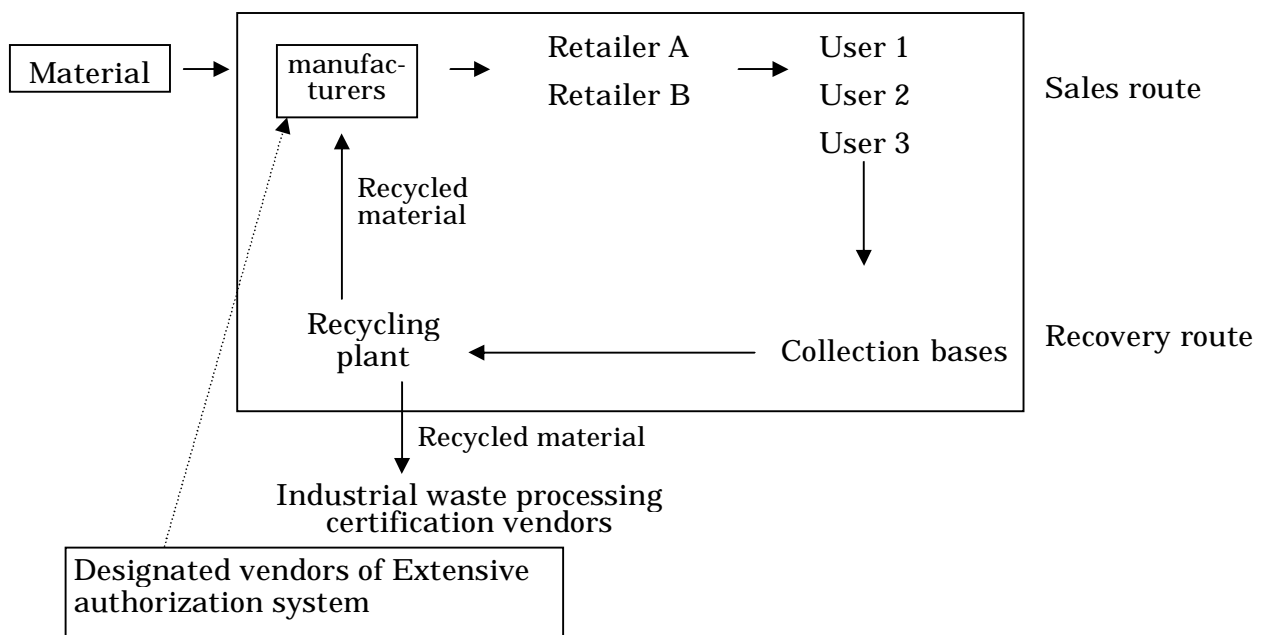 Material
manufac-
turers
Retailer A
Retailer B
User 1
User 2
User 3
Sales route
Recycled
material
Recycling
plant
Collection bases
Recovery route
Recycled material
Industrial waste processing
certification vendors
Designated vendors of Extensive
authorization system